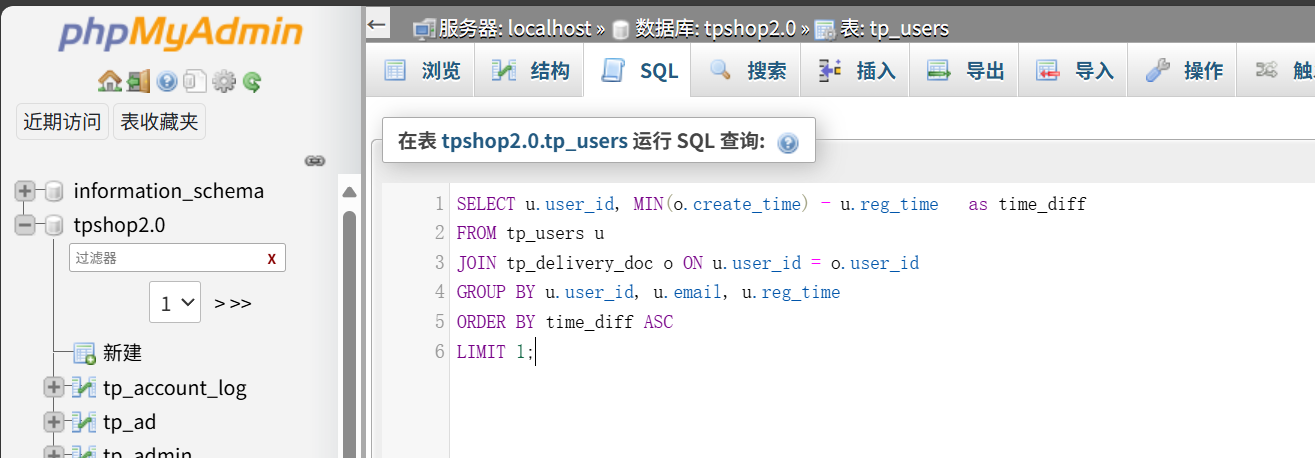 phpMyAdmin
近期访问 表收藏夹
information_schema
tpshop2.0
过滤器 X
1 > >>
新建
tp_account_log
tp_ad
tp_admin
← 服务器: localhost » 数据库: tpshop2.0 » 表: tp_users
浏览 结构 SQL 搜索 插入 导出 导入 操作
在表 tpshop2.0.tp_users 运行 SQL 查询:
1 SELECT u.user_id, MIN(o.create_time) - u.reg_time as time_diff
2 FROM tp_users u
3 JOIN tp_delivery_doc o ON u.user_id = o.user_id
4 GROUP BY u.user_id, u.email, u.reg_time
5 ORDER BY time_diff ASC
6 LIMIT 1;